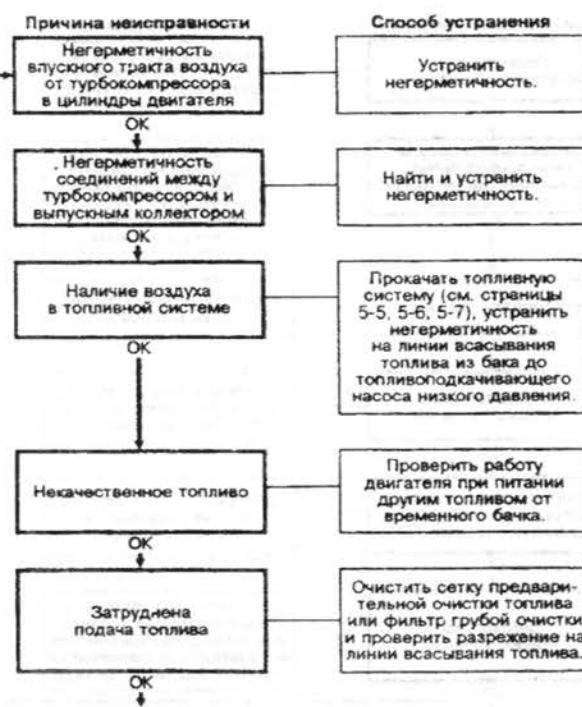 Причина неисправности
Способ устранения
Негерметичность
впускного тракта воздуха
от турбокомпрессора
в цилиндры двигателя
Устранить
негерметичность.
ОК
Негерметичность
соединений между
турбокомпрессором и
выпускным коллектором
Найти и устранить
негерметичность.
ОК
Наличие воздуха
в топливной системе
Прокачать топливную
систему (см. страницы
5-5, 5-6, 5-7), устранить
негерметичность
на линии всасывания
топлива из бака до
топливоподкачивающего
насоса низкого давления.
ОК
Некачественное топливо
Проверить работу
двигателя при питании
другим топливом от
временного бачка.
ОК
Затруднена
подача топлива
Очистить сетку предвари-
тельной очистки топлива
или фильтр грубой очистки
и проверить разрежение на
линии всасывания топлива.
ОК